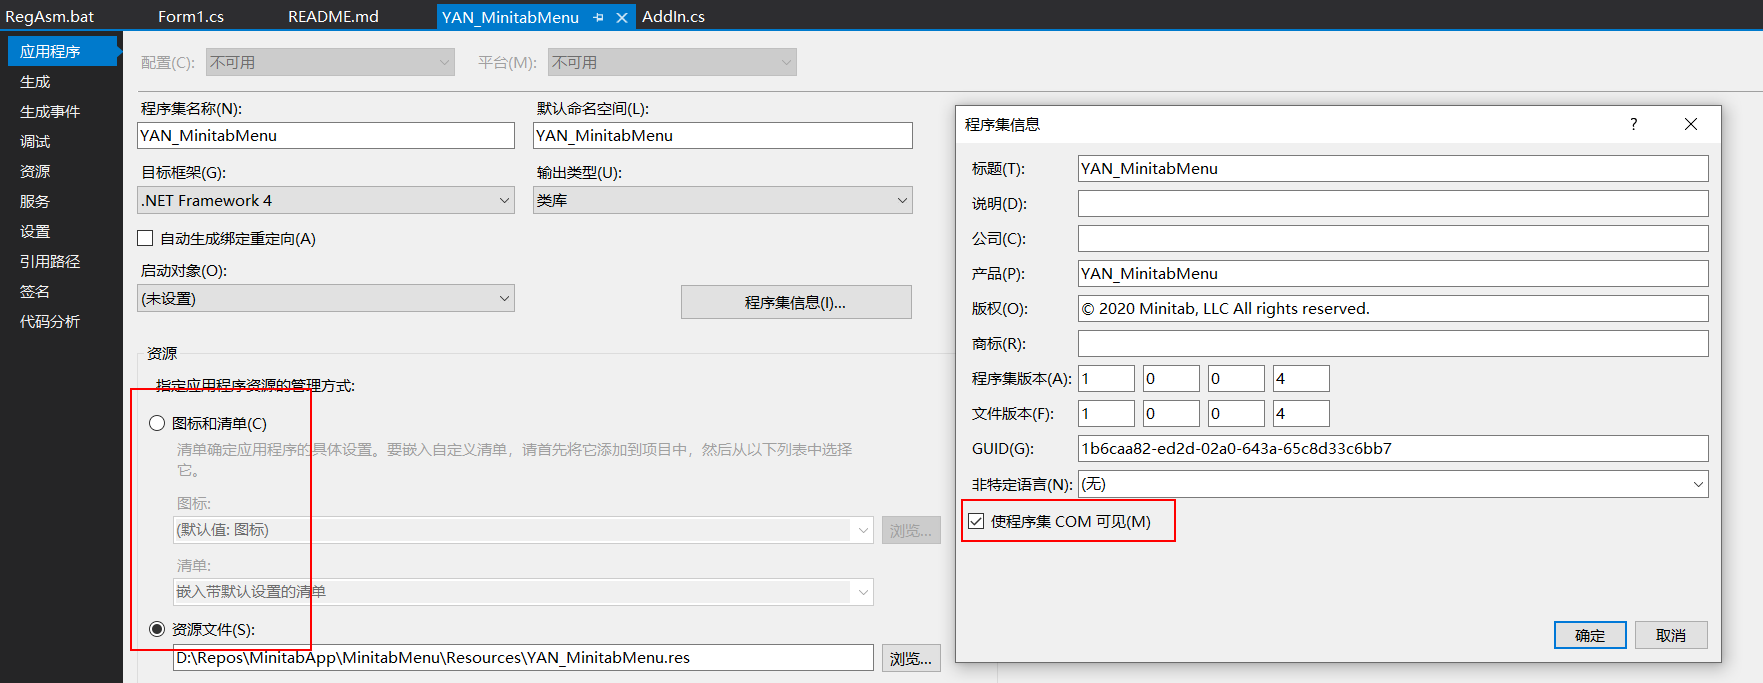 RegAsm.bat
Form1.cs
README.md
YAN_MinitabMenu
AddIn.cs
应用程序
生成
生成事件
调试
资源
服务
设置
引用路径
签名
代码分析
配置(C):
不可用
平台(M):
不可用
程序集名称(N):
默认命名空间(L):
YAN_MinitabMenu
YAN_MinitabMenu
目标框架(G):
输出类型(U):
.NET Framework 4
类库
自动生成绑定重定向(A)
启动对象(O):
(未设置)
程序集信息(I)...
资源
指定应用程序资源的管理方式:
图标和清单(C)
清单确定应用程序的具体设置。要嵌入自定义清单，请首先将它添加到项目中，然后从以下列表中选择
它。
图标:
(默认值: 图标)
浏览...
清单:
嵌入带默认设置的清单
资源文件(S):
D:\Repos\MinitabApp\MinitabMenu\Resources\YAN_MinitabMenu.res
浏览...
程序集信息
?
标题(T):
YAN_MinitabMenu
说明(D):
公司(C):
产品(P):
YAN_MinitabMenu
版权(O):
© 2020 Minitab, LLC All rights reserved.
商标(R):
程序集版本(A):
1
0
0
4
文件版本(F):
1
0
0
4
GUID(G):
1b6caa82-ed2d-02a0-643a-65c8d33c6bb7
非特定语言(N):
(无)
使程序集 COM 可见(M)
确定
取消